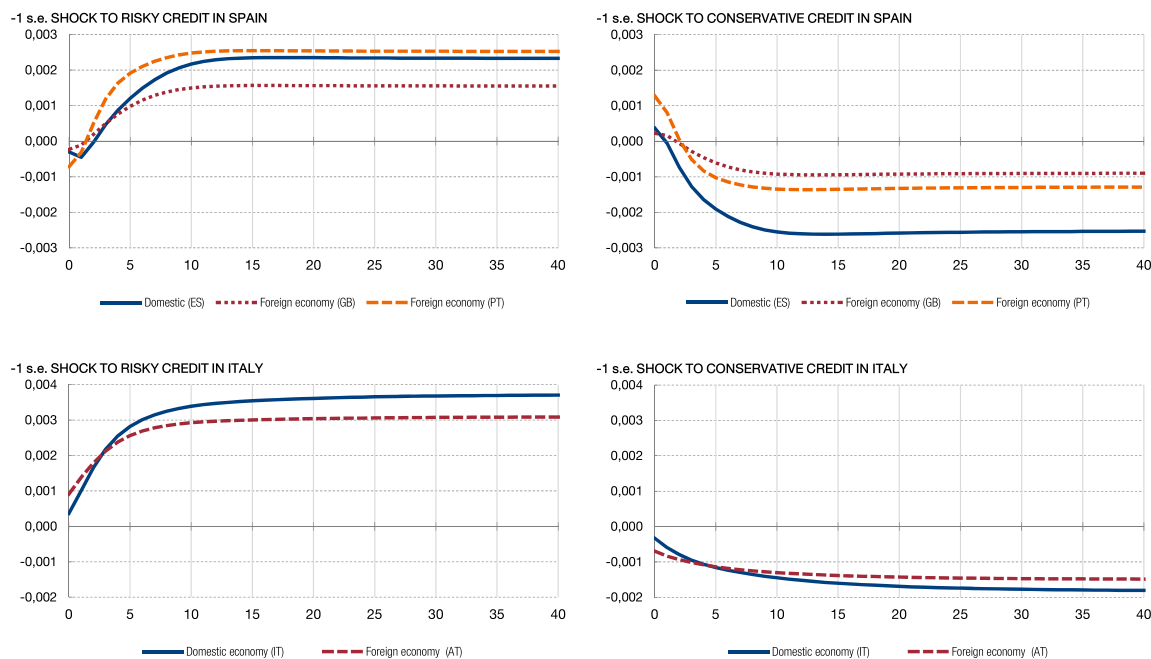 -1 s.e. SHOCK TO RISKY CREDIT IN SPAIN
0,003
0,002
0,001
0,000
-0,001
-0,002
-0,003
0 5 10 15 20 25 30 35 40
Domestic (ES) Foreign economy (GB) Foreign economy (PT)
-1 s.e. SHOCK TO CONSERVATIVE CREDIT IN SPAIN
0,003
0,002
0,001
0,000
-0,001
-0,002
-0,003
0 5 10 15 20 25 30 35 40
Domestic (ES) Foreign economy (GB) Foreign economy (PT)
-1 s.e. SHOCK TO RISKY CREDIT IN ITALY
0,004
0,003
0,002
0,001
0,000
-0,001
-0,002
0 5 10 15 20 25 30 35 40
Domestic economy (IT) Foreign economy (AT)
-1 s.e. SHOCK TO CONSERVATIVE CREDIT IN ITALY
0,004
0,003
0,002
0,001
0,000
-0,001
-0,002
0 5 10 15 20 25 30 35 40
Domestic economy (IT) Foreign economy (AT)